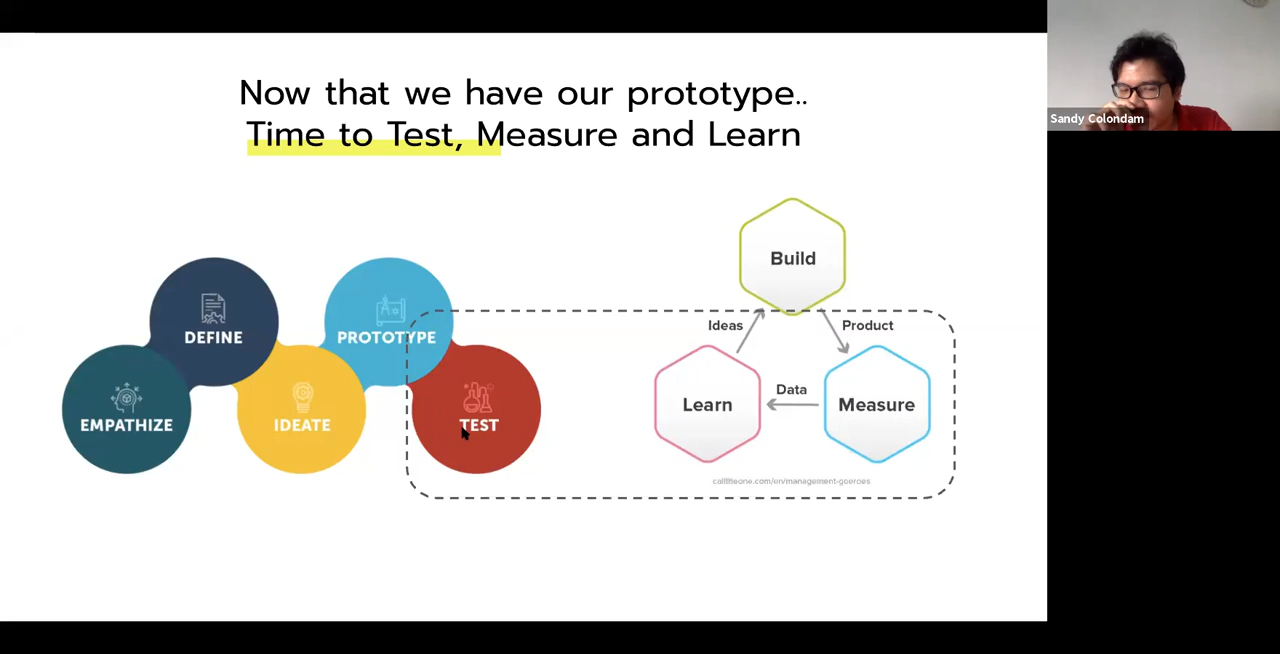 Now that we have our prototype..
Time to Test, Measure and Learn
Sandy Colondam
EMPATHIZE
DEFINE
IDEATE
PROTOTYPE
TEST
Build
Ideas
Product
Learn
Data
Measure